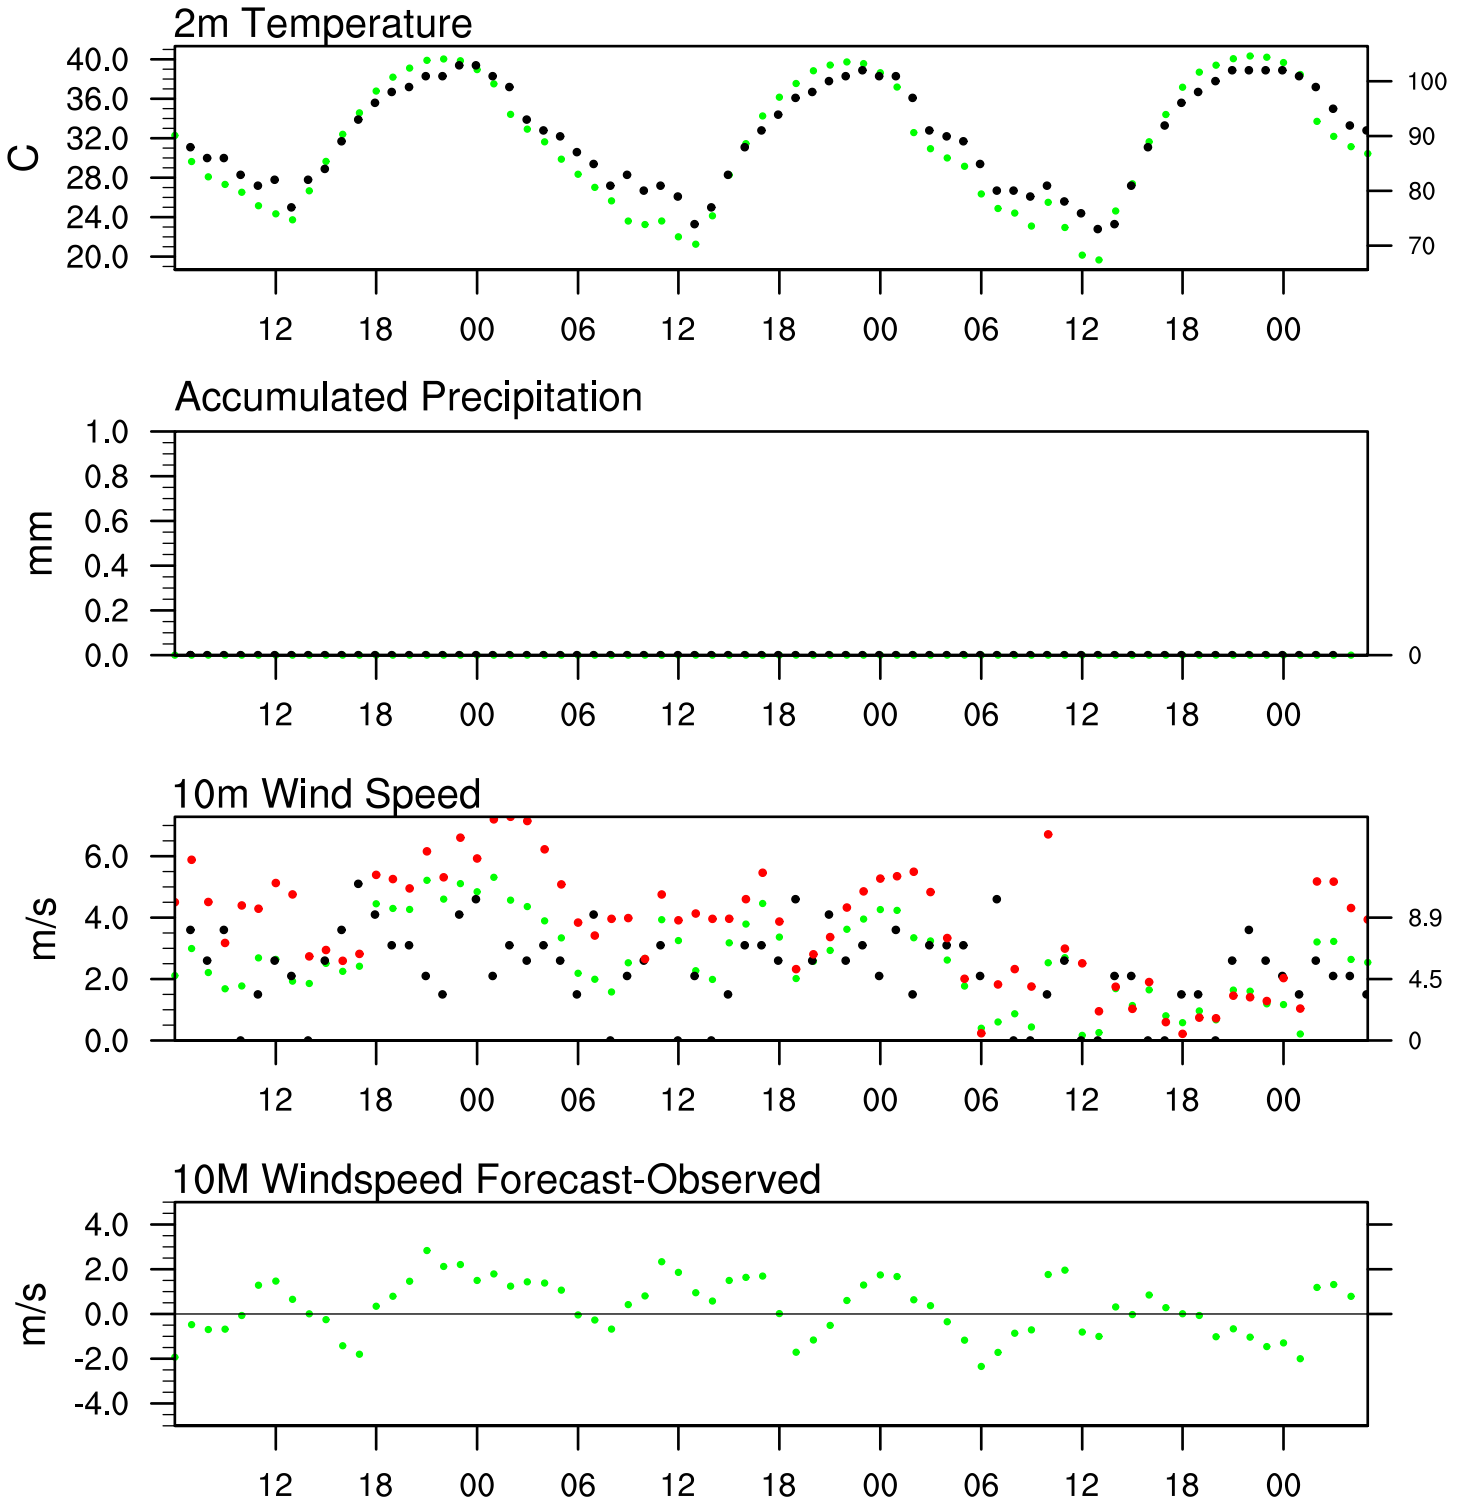 2m Temperature
40.0
36.0
32.0
28.0
24.0
20.0
C
100
90
80
70
12 18 00 06 12 18 00 06 12 18 00
Accumulated Precipitation
1.0
0.8
0.6
0.4
0.2
0.0
mm
0
12 18 00 06 12 18 00 06 12 18 00
10m Wind Speed
6.0
4.0
2.0
0.0
m/s
8.9
4.5
0
12 18 00 06 12 18 00 06 12 18 00
10M Windspeed Forecast-Observed
4.0
2.0
0.0
-2.0
-4.0
m/s
12 18 00 06 12 18 00 06 12 18 00